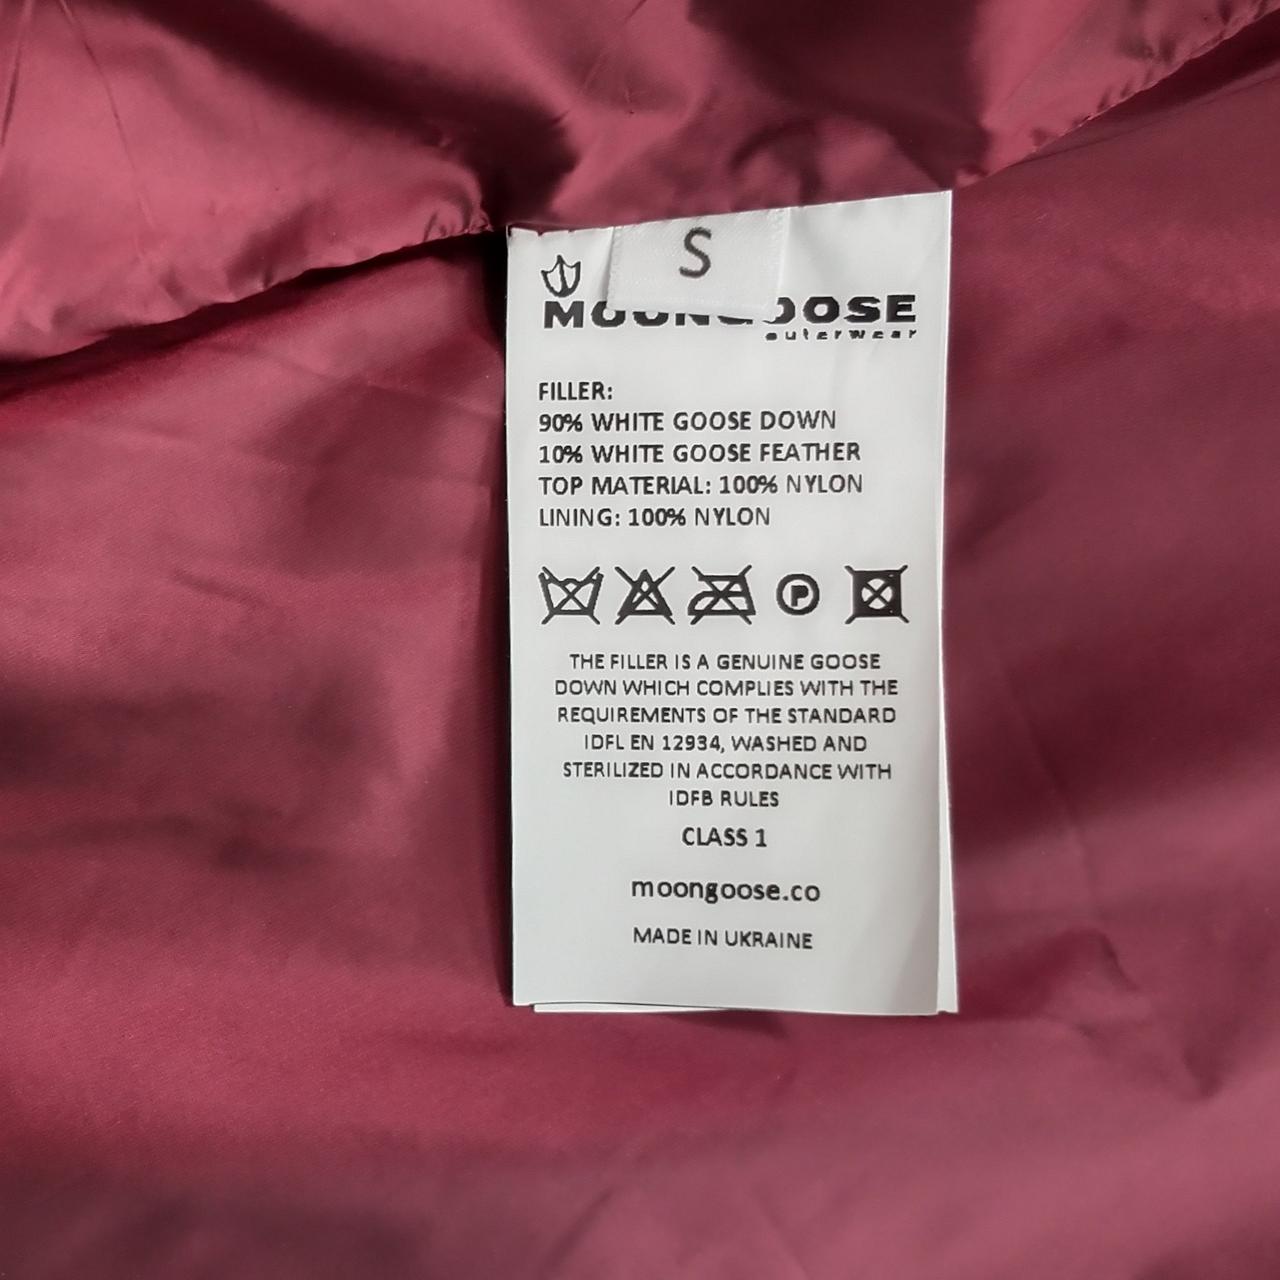 S
MOONGOOSE
outerwear
FILLER:
90% WHITE GOOSE DOWN
10% WHITE GOOSE FEATHER
TOP MATERIAL: 100% NYLON
LINING: 100% NYLON
P
THE FILLER IS A GENUINE GOOSE
DOWN WHICH COMPLIES WITH THE
REQUIREMENTS OF THE STANDARD
IDFL EN 12934, WASHED AND
STERILIZED IN ACCORDANCE WITH
IDFB RULES
CLASS 1
moongoose.co
MADE IN UKRAINE